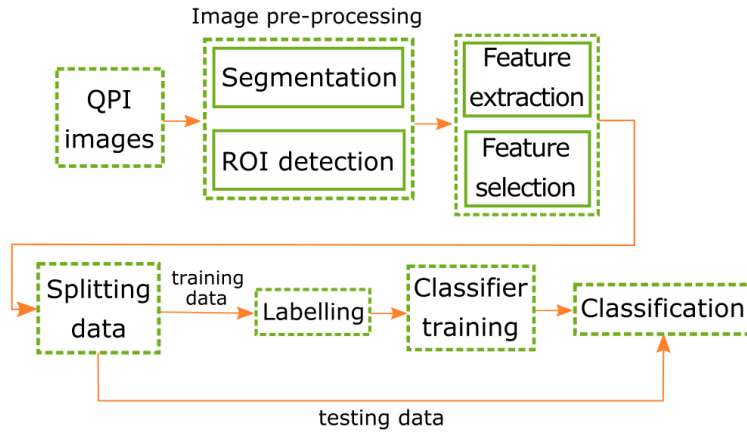 Image pre-processing
QPI
images
Segmentation
ROI detection
Feature
extraction
Feature
selection
Splitting
data
training
data
Labelling
Classifier
training
Classification
testing data